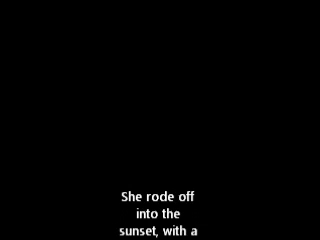 She rode off
into the
sunset, with a